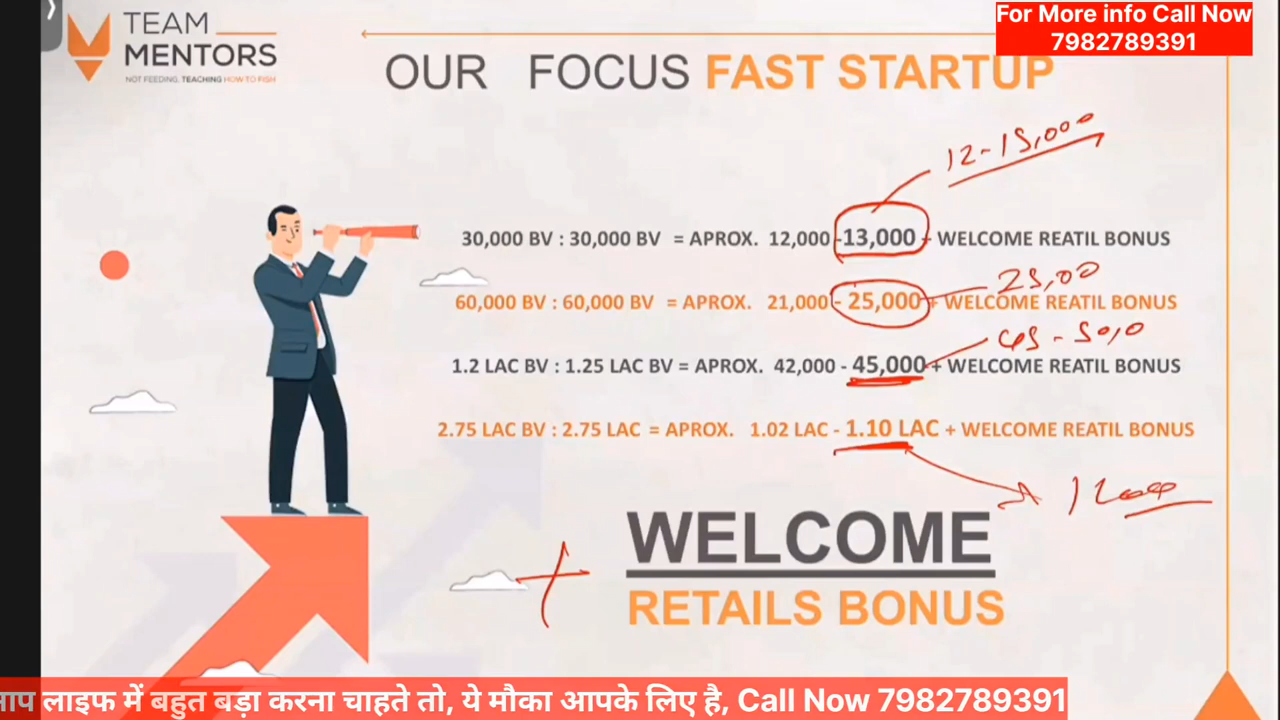 TEAM
MENTORS
NOT FEEDING, TEACHING HOW TO FISH
For More info Call Now
7982789391
OUR FOCUS FAST STARTUP
12-15,000
30,000 BV : 30,000 BV = APROX. 12,000 -13,000 + WELCOME REATIL BONUS
25,00
60,000 BV : 60,000 BV = APROX. 21,000 - 25,000 + WELCOME REATIL BONUS
1.2 LAC BV : 1.25 LAC BV = APROX. 42,000 - 45,000 + WELCOME REATIL BONUS
2.75 LAC BV : 2.75 LAC = APROX. 1.02 LAC - 1.10 LAC + WELCOME REATIL BONUS
+ WELCOME
RETAILS BONUS
लाइफ में बहुत बड़ा करना चाहते तो, ये मौका आपके लिए है, Call Now 7982789391